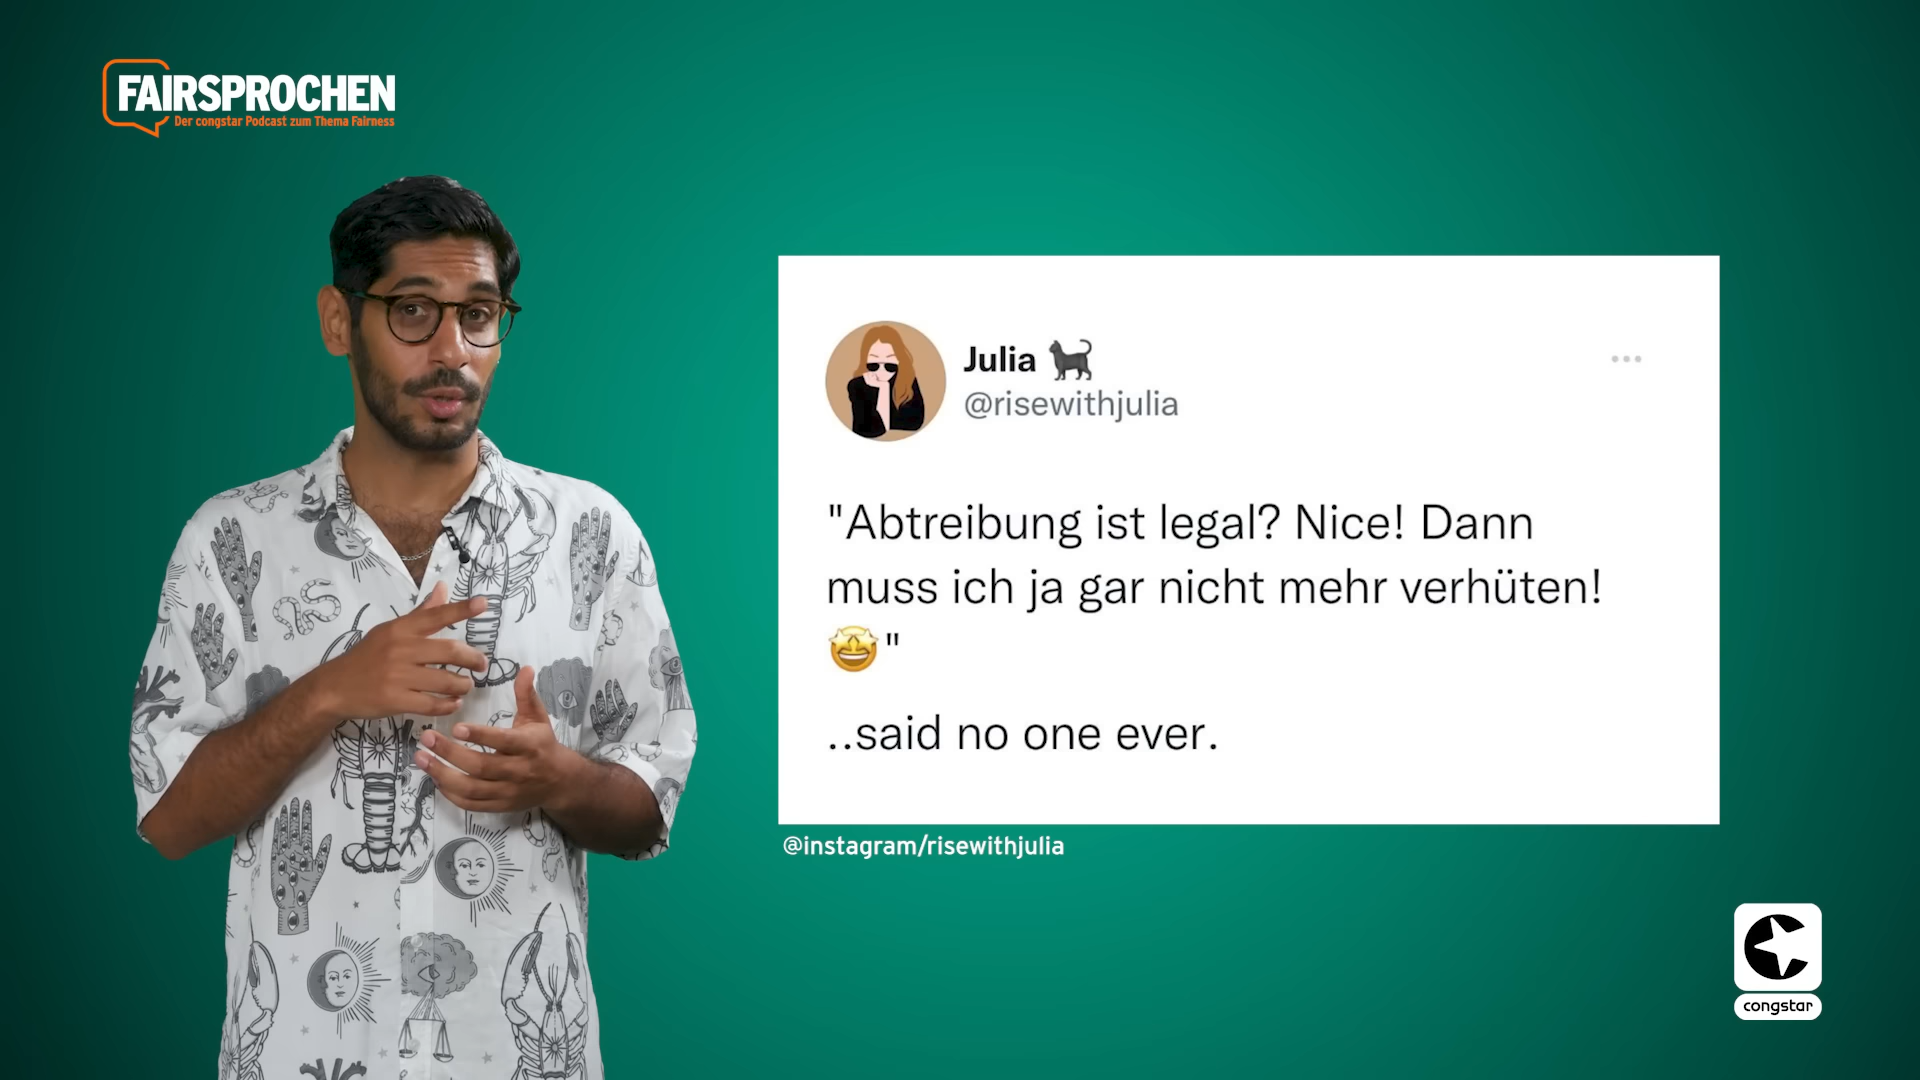 FAIRSPROCHEN
Der congstar Podcast zum Thema Fairness
Julia 🐈‍⬛
@risewithjulia
"Abtreibung ist legal? Nice! Dann
muss ich ja gar nicht mehr verhüten!
🤩"
..said no one ever.
@instagram/risewithjulia
congstar